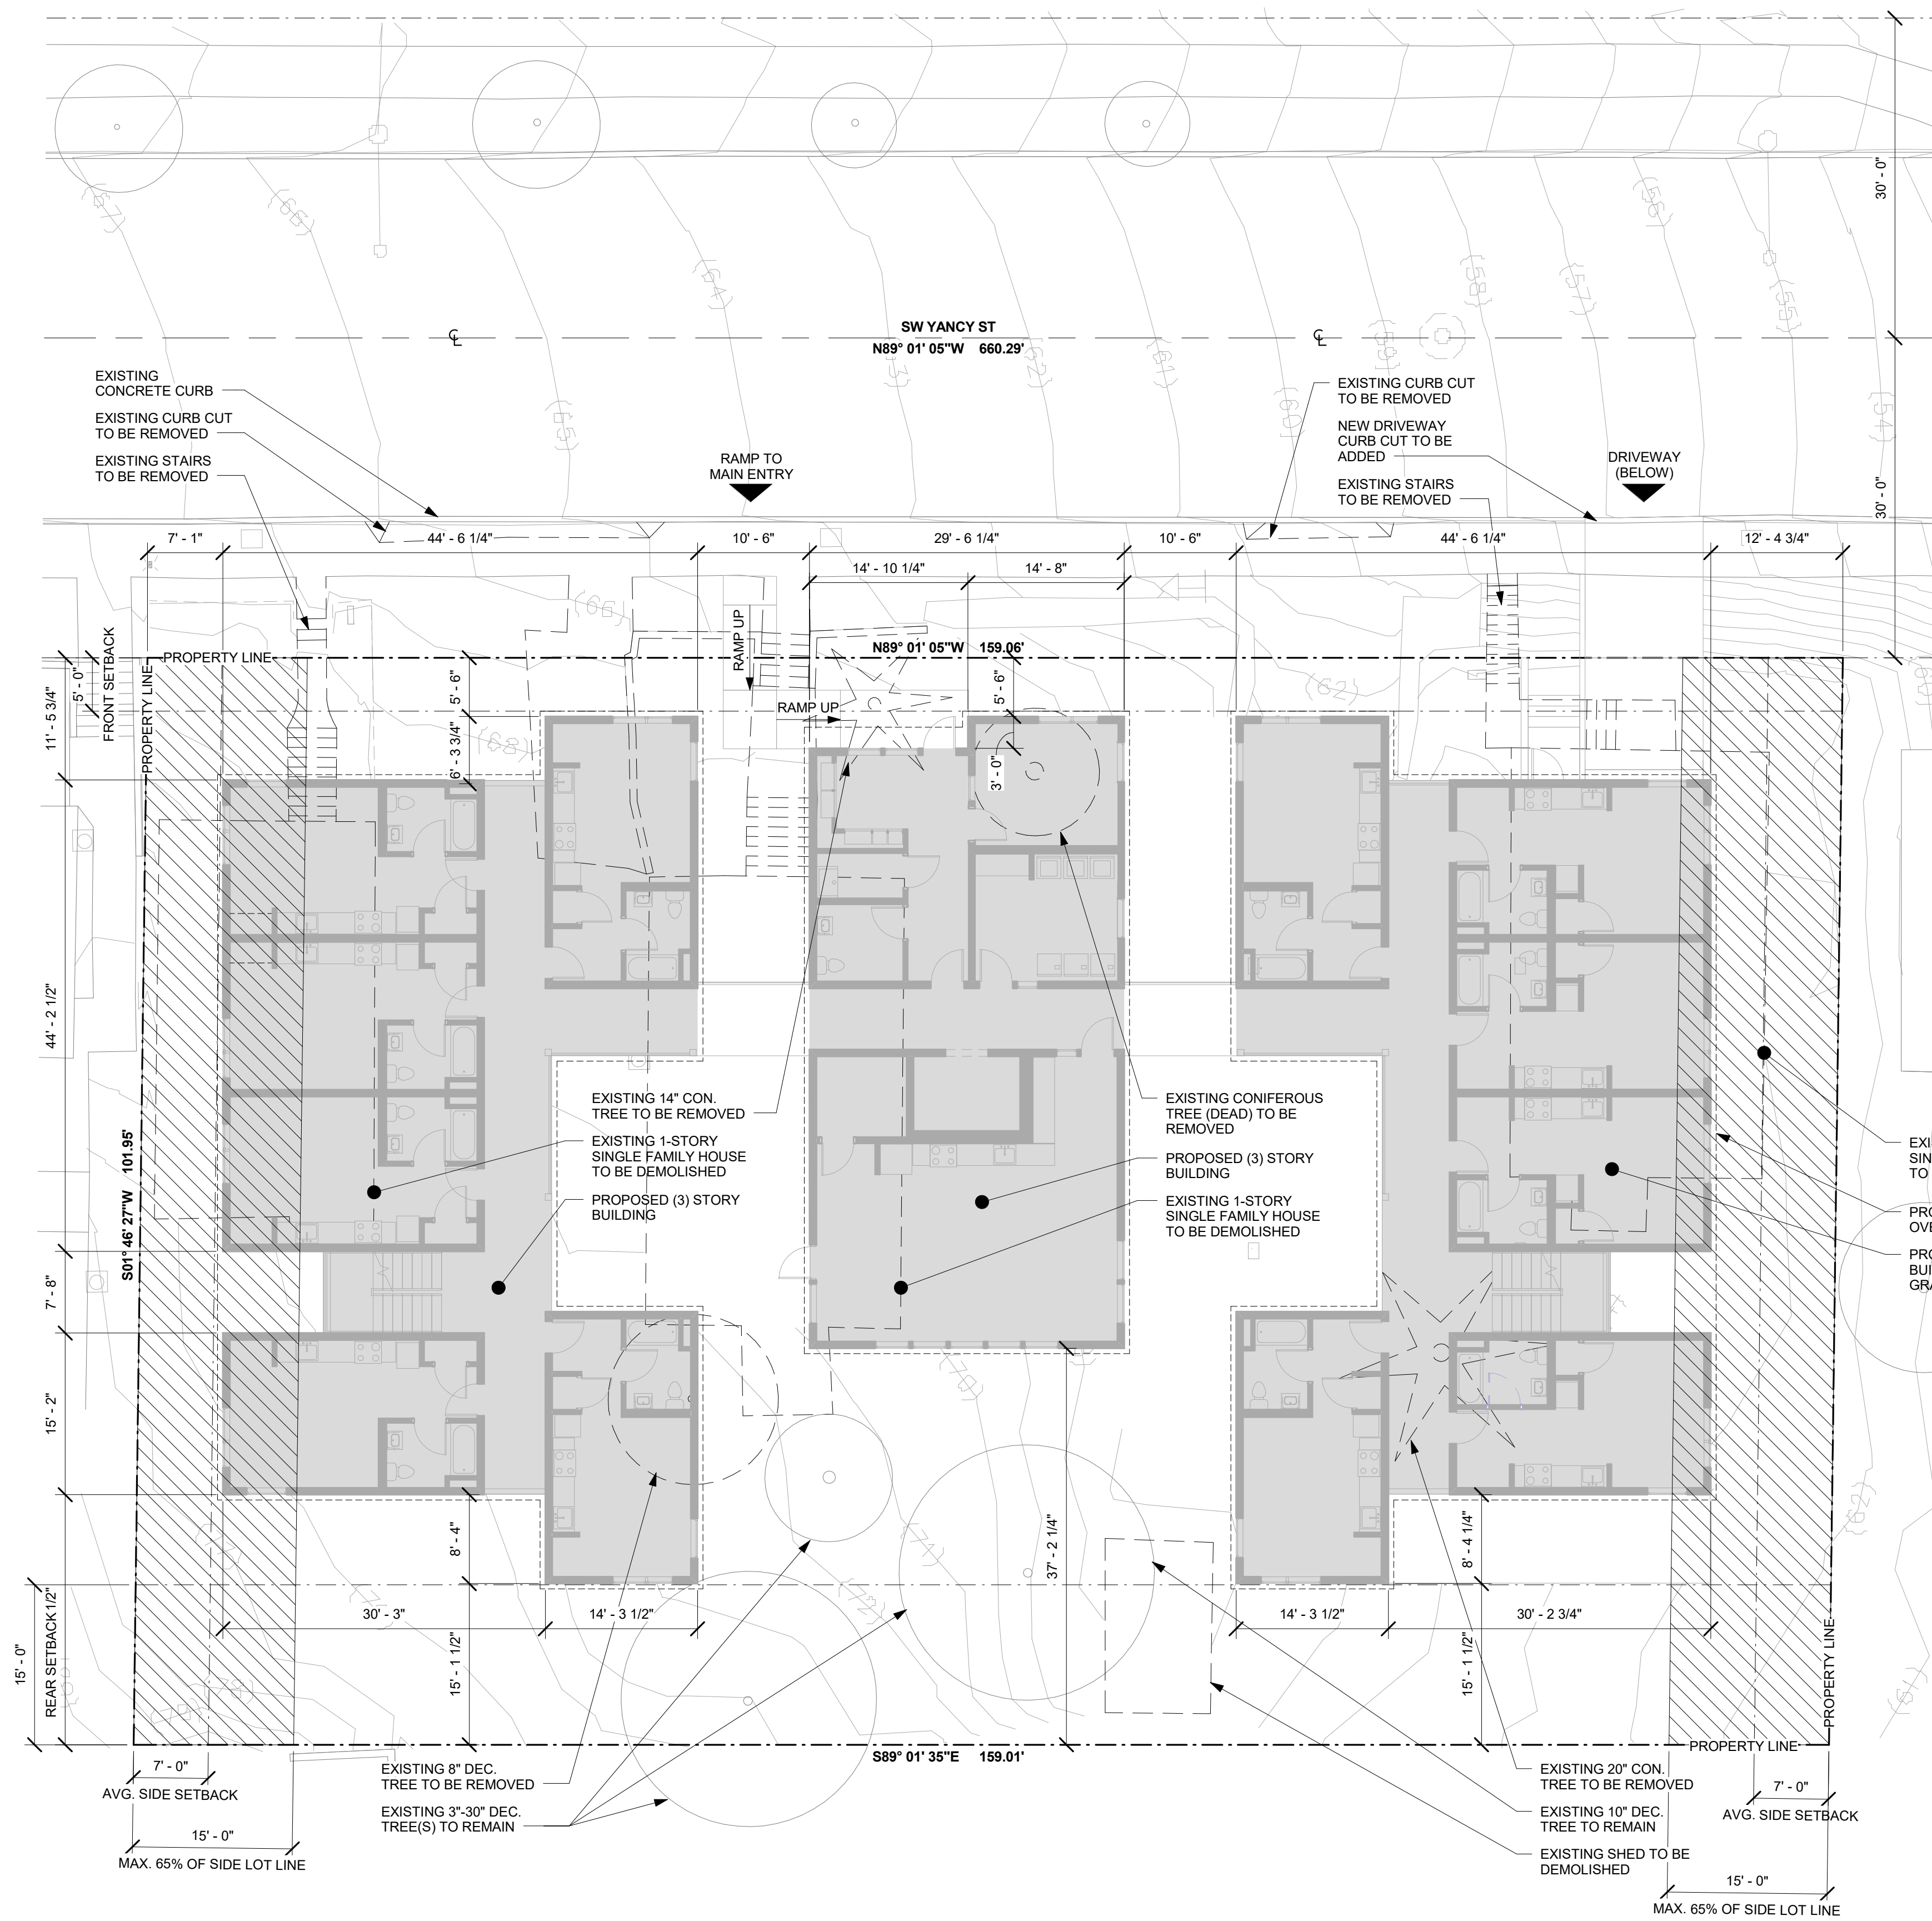 30' - 0"
SW YANCY ST
N89° 01' 05"W 660.29'
EXISTING
CONCRETE CURB
EXISTING CURB CUT
TO BE REMOVED
EXISTING STAIRS
TO BE REMOVED
RAMP TO
MAIN ENTRY
EXISTING CURB CUT
TO BE REMOVED
NEW DRIVEWAY
CURB CUT TO BE
ADDED
EXISTING STAIRS
TO BE REMOVED
DRIVEWAY
(BELOW)
30' - 0"
7' - 1"
44' - 6 1/4"
10' - 6"
29' - 6 1/4"
10' - 6"
44' - 6 1/4"
12' - 4 3/4"
14' - 10 1/4"
14' - 8"
RAMP UP
N89° 01' 05"W 159.06'
PROPERTY LINE
PROPERTY LINE
FRONT SETBACK
5' - 0"
11' - 5 3/4"
5' - 6"
6' - 3 3/4"
5' - 6"
3' - 0"
RAMP UP
(62)
44' - 2 1/2"
S01° 46' 27"W 101.95'
EXISTING 14" CON.
TREE TO BE REMOVED
EXISTING 1-STORY
SINGLE FAMILY HOUSE
TO BE DEMOLISHED
PROPOSED (3) STORY
BUILDING
EXISTING CONIFEROUS
TREE (DEAD) TO BE
REMOVED
PROPOSED (3) STORY
BUILDING
EXISTING 1-STORY
SINGLE FAMILY HOUSE
TO BE DEMOLISHED
EXI
SIN
TO
PRO
OVE
PRO
BUI
GRA
7' - 8"
15' - 2"
8' - 4"
37' - 2 1/4"
8' - 4 1/4"
30' - 3"
14' - 3 1/2"
14' - 3 1/2"
30' - 2 3/4"
15' - 0"
REAR SETBACK
1/2"
15' - 1 1/2"
15' - 1 1/2"
PROPERTY LINE
PROPERTY LINE
S89° 01' 35"E 159.01'
7' - 0"
AVG. SIDE SETBACK
15' - 0"
MAX. 65% OF SIDE LOT LINE
EXISTING 8" DEC.
TREE TO BE REMOVED
EXISTING 3"-30" DEC.
TREE(S) TO REMAIN
EXISTING 20" CON.
TREE TO BE REMOVED
EXISTING 10" DEC.
TREE TO REMAIN
EXISTING SHED TO BE
DEMOLISHED
7' - 0"
AVG. SIDE SETBACK
15' - 0"
MAX. 65% OF SIDE LOT LINE